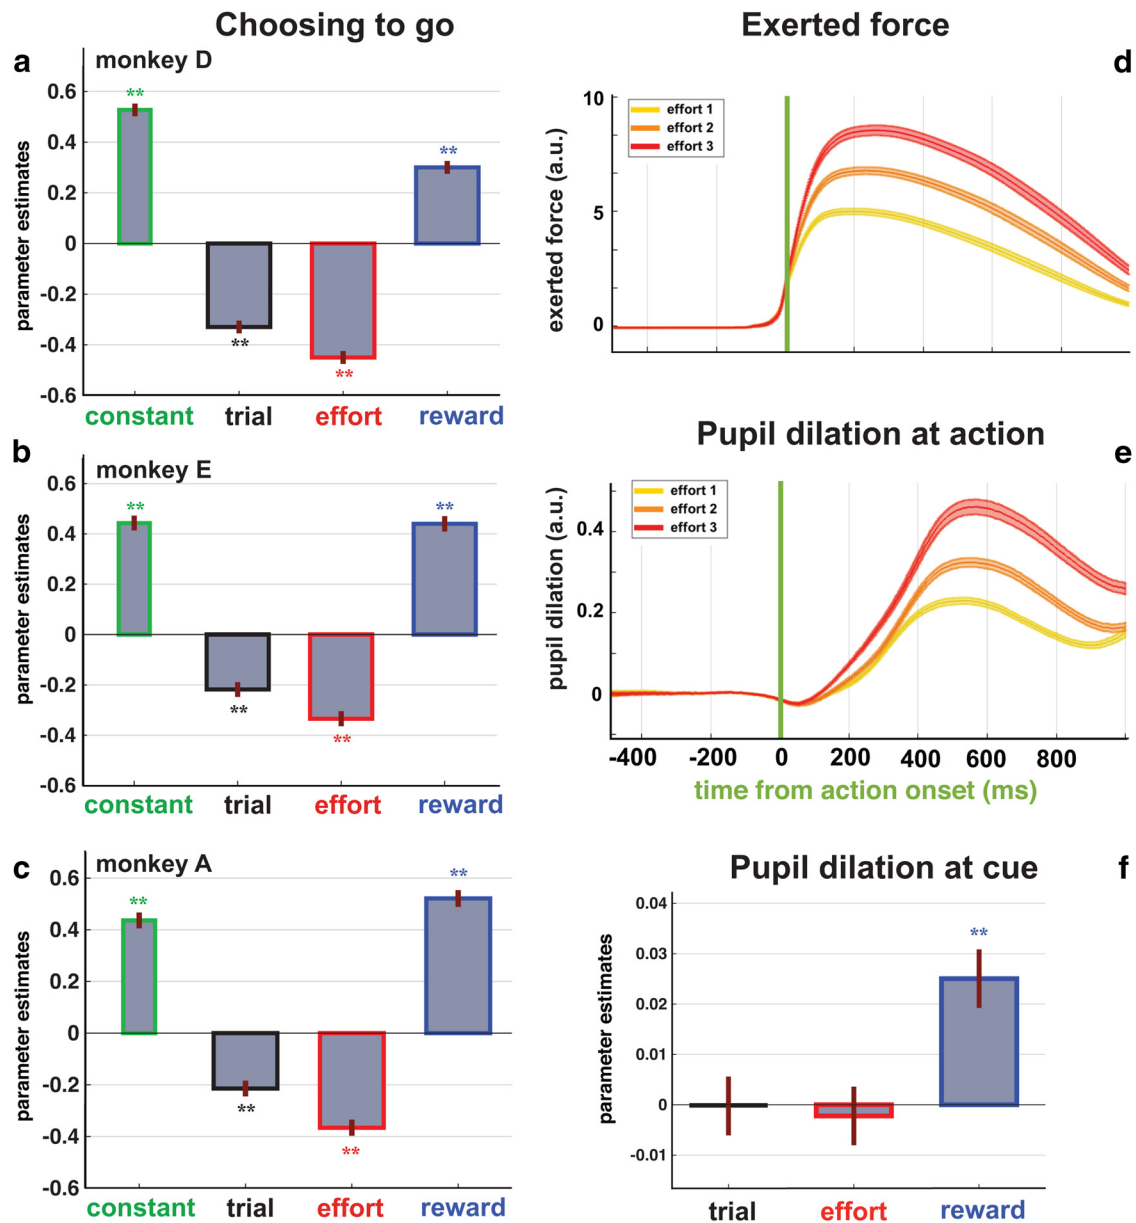 Choosing to go
a
monkey D
0.6
0.4
0.2
0
-0.2
-0.4
-0.6
parameter estimates
**
**
**
**
constant trial effort reward
b
monkey E
0.6
0.4
0.2
0
-0.2
-0.4
-0.6
parameter estimates
**
**
**
**
constant trial effort reward
c
monkey A
0.6
0.4
0.2
0
-0.2
-0.4
-0.6
parameter estimates
**
**
**
**
constant trial effort reward
Exerted force
d
10
5
0
exerted force (a.u.)
effort 1
effort 2
effort 3
Pupil dilation at action
e
0.4
0.2
0
pupil dilation (a.u.)
effort 1
effort 2
effort 3
-400 -200 0 200 400 600 800
time from action onset (ms)
Pupil dilation at cue
f
0.04
0.03
0.02
0.01
0
-0.01
parameter estimates
**
trial effort reward